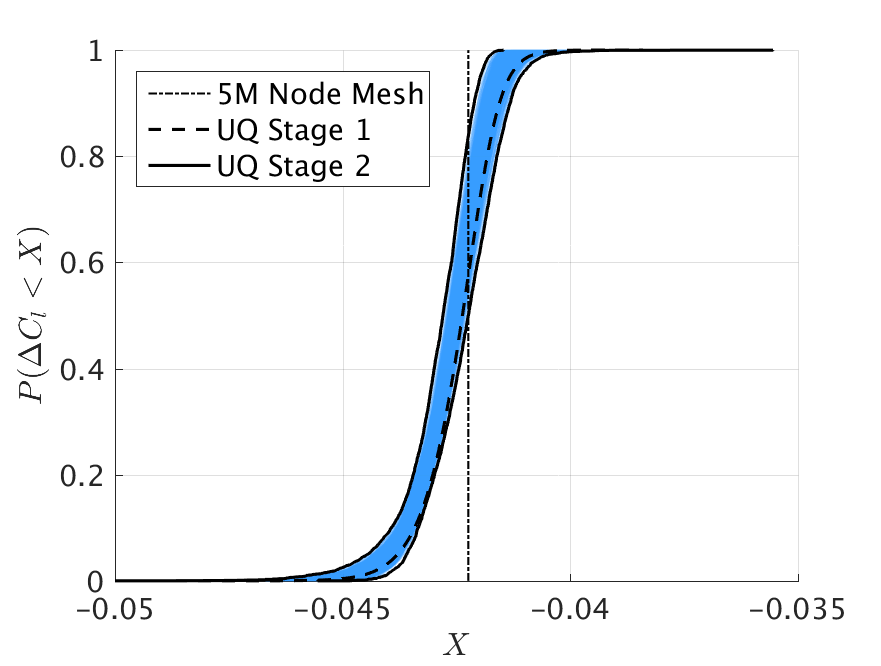 1
0.8
0.6
0.4
0.2
0
5M Node Mesh
UQ Stage 1
UQ Stage 2
P(ΔC_l < X)
-0.05
-0.045
-0.04
-0.035
X